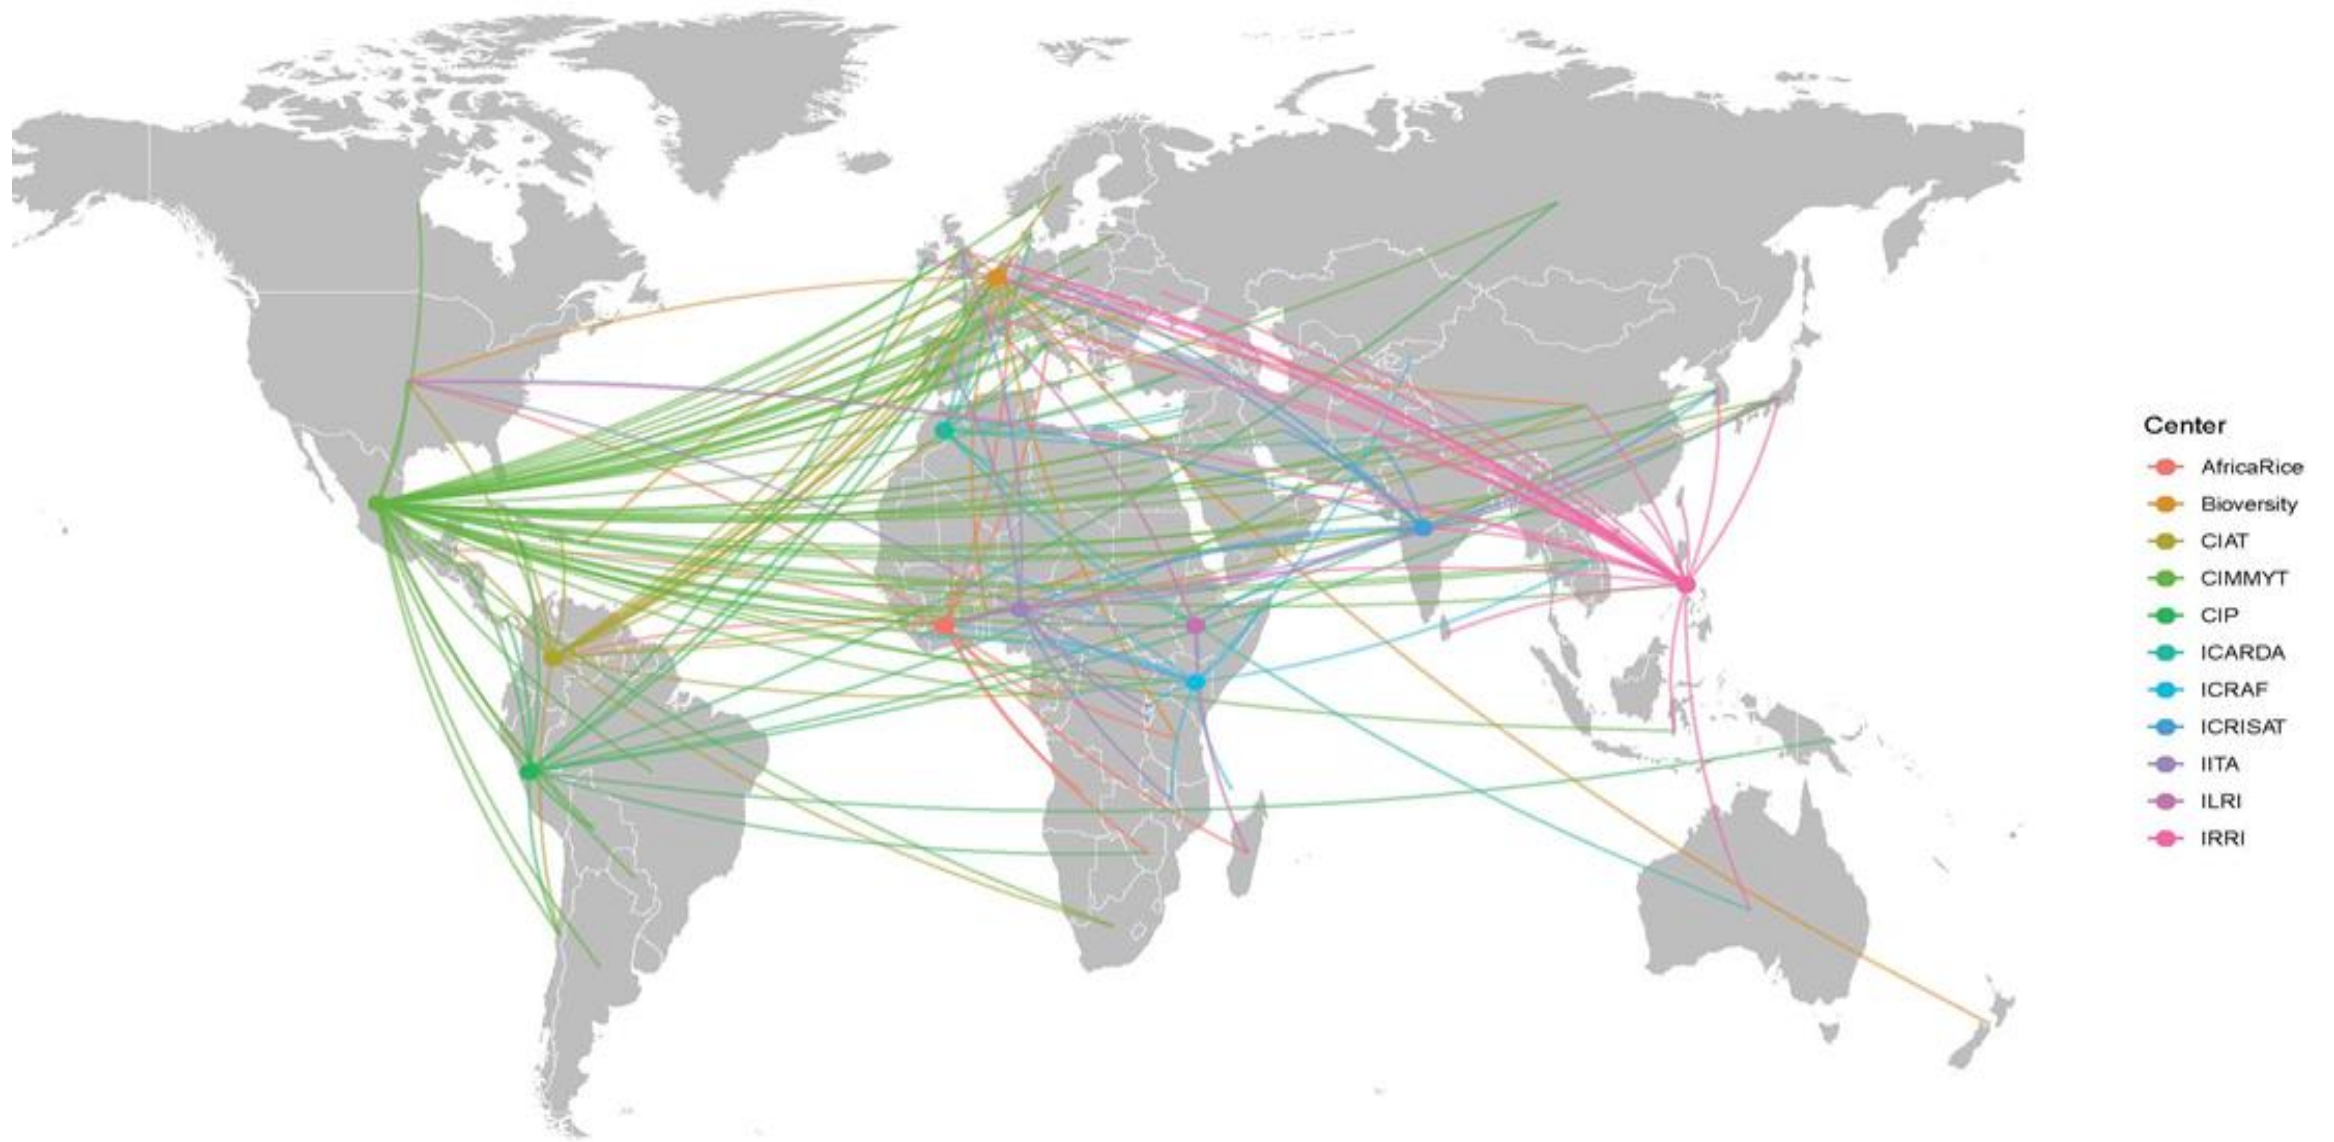 Center
AfricaRice
Bioversity
CIAT
CIMMYT
CIP
ICARDA
ICRAF
ICRISAT
IITA
ILRI
IRRI